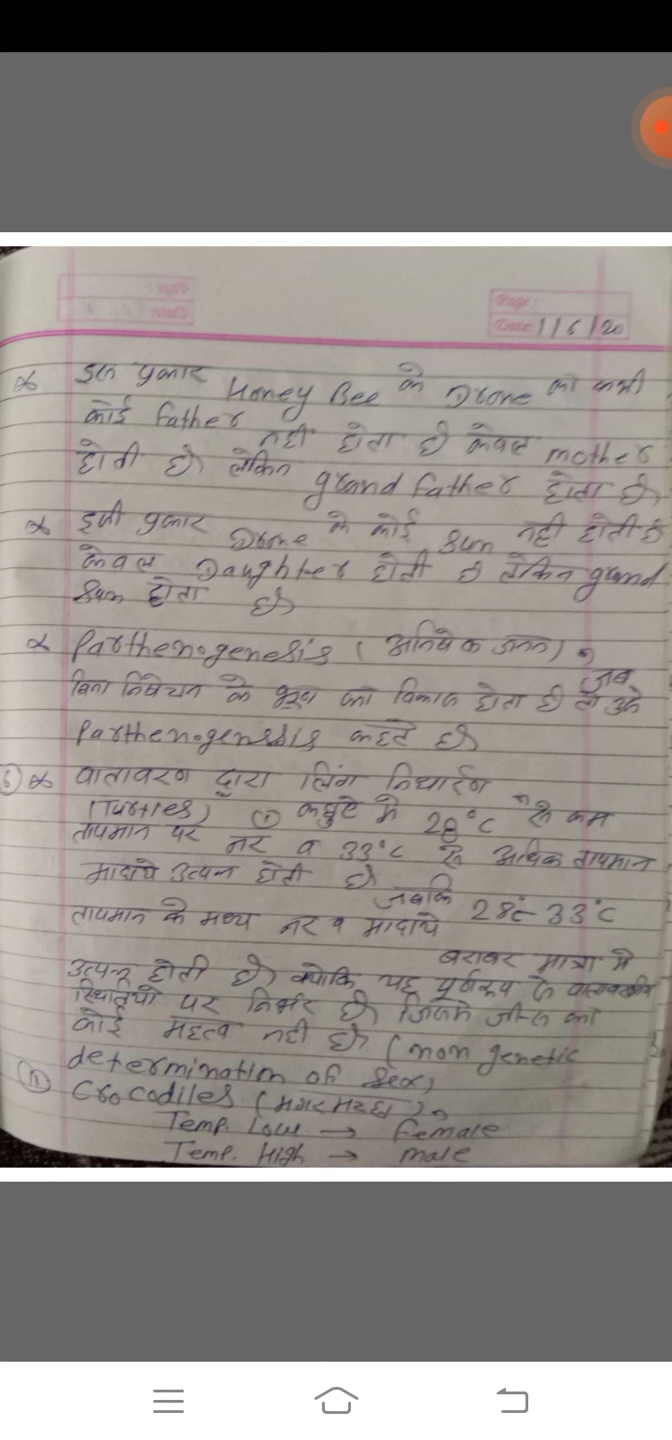 Page:
Date: 1/6/20
इस प्रकार Honey Bee के Drone का कभी
कोई Father नही होता है केवल mother
होती है। लेकिन grand Father होता है।
इसी प्रकार Drone के कोई Sun नही होती है
केवल Daughter होती है लेकिन grand
Sun होता है।
Parthenogenesis (अनिषेक जनन) जब
बिना निषेचन के भ्रूण का विकास होता है तो उसे
Parthenogenesis कहते है।
वातावरण द्वारा लिंग निर्धारण
(Turtles) ① कछुए मे 28°C से कम
तापमान पर नर व 33°C से अधिक तापमान
मादाये उत्पन्न होती है जबकि 28°C-33°C
तापमान के मध्य नर व मादाये बराबर मात्रा मे
उत्पन्न होती है। क्योकि यह पूर्णरूप से वातावरणीय
स्थितियो पर निर्भर है जिसमे जीन्स का
कोई महत्व नही है। (non genetic
determination of sex)
⑪ Crocodiles (मगरमच्छ)
Temp. Low → Female
Temp. High → male